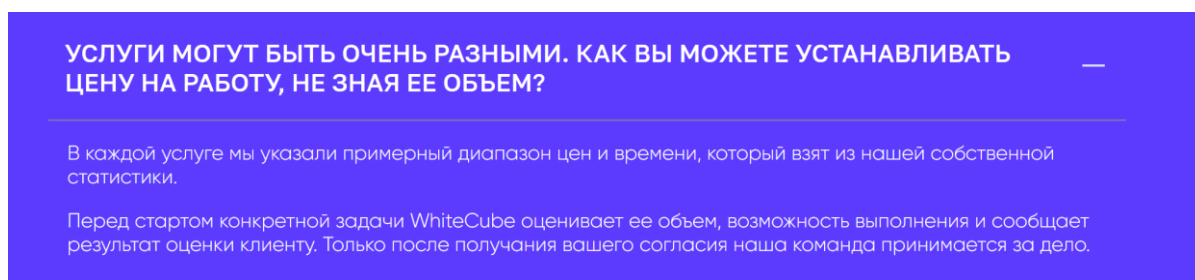 УСЛУГИ МОГУТ БЫТЬ ОЧЕНЬ РАЗНЫМИ. КАК ВЫ МОЖЕТЕ УСТАНАВЛИВАТЬ
ЦЕНУ НА РАБОТУ, НЕ ЗНАЯ ЕЕ ОБЪЕМ?
В каждой услуге мы указали примерный диапазон цен и времени, который взят из нашей собственной
статистики.
Перед стартом конкретной задачи WhiteCube оценивает ее объем, возможность выполнения и сообщает
результат оценки клиенту. Только после получания вашего согласия наша команда принимается за дело.